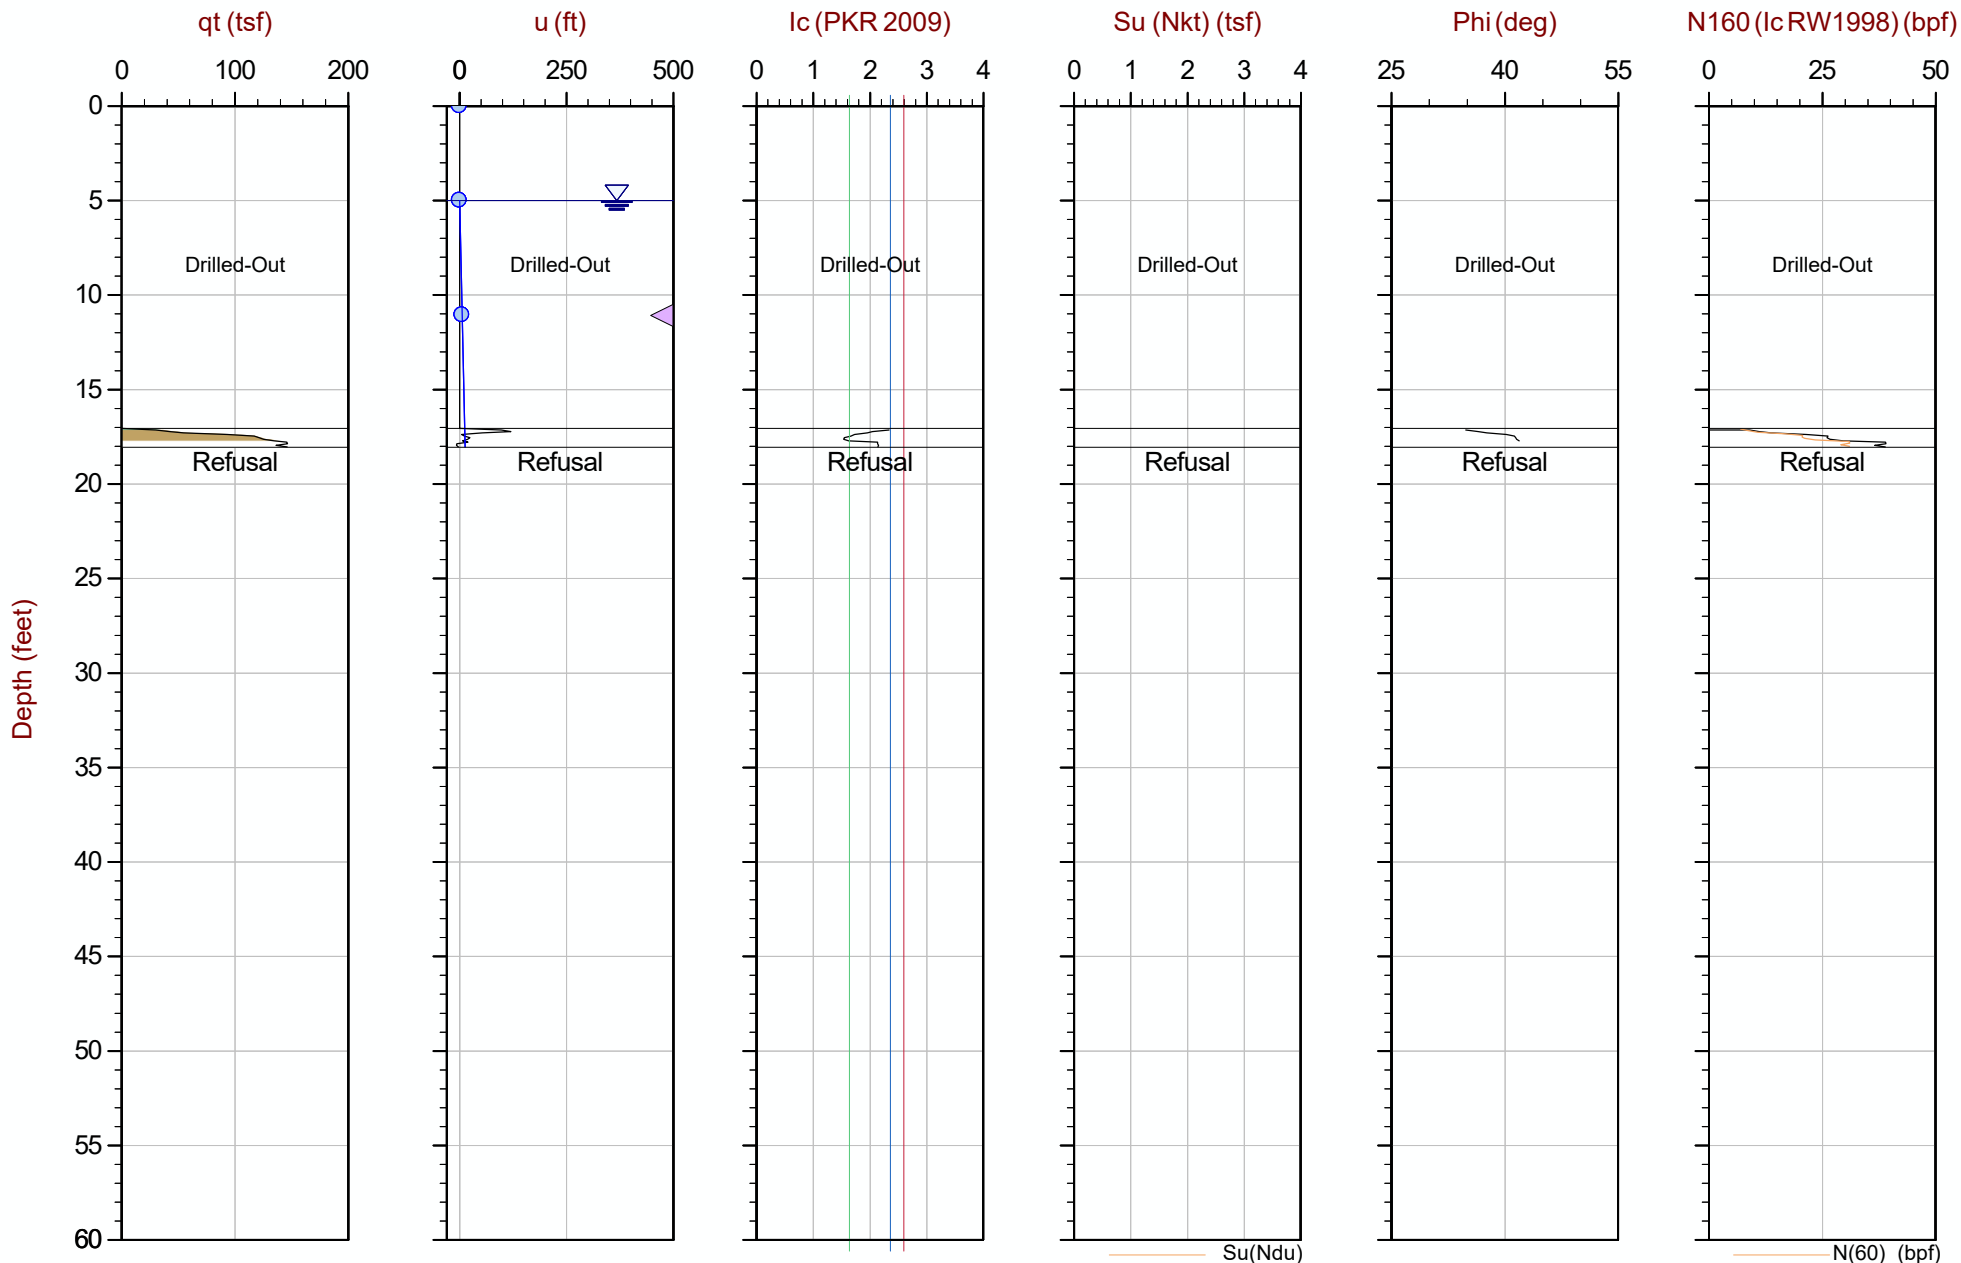 qt (tsf) u (ft) Ic (PKR 2009) Su (Nkt) (tsf) Phi (deg) N160 (Ic RW1998) (bpf)
0 100 200 0 250 500 0 1 2 3 4 0 1 2 3 4 25 40 55 0 25 50
0
5
Drilled-Out Drilled-Out Drilled-Out Drilled-Out Drilled-Out Drilled-Out
10
15
Refusal Refusal Refusal Refusal Refusal Refusal
20
25
30
Depth (feet)
35
40
45
50
55
60
Su(Ndu) N(60) (bpf)